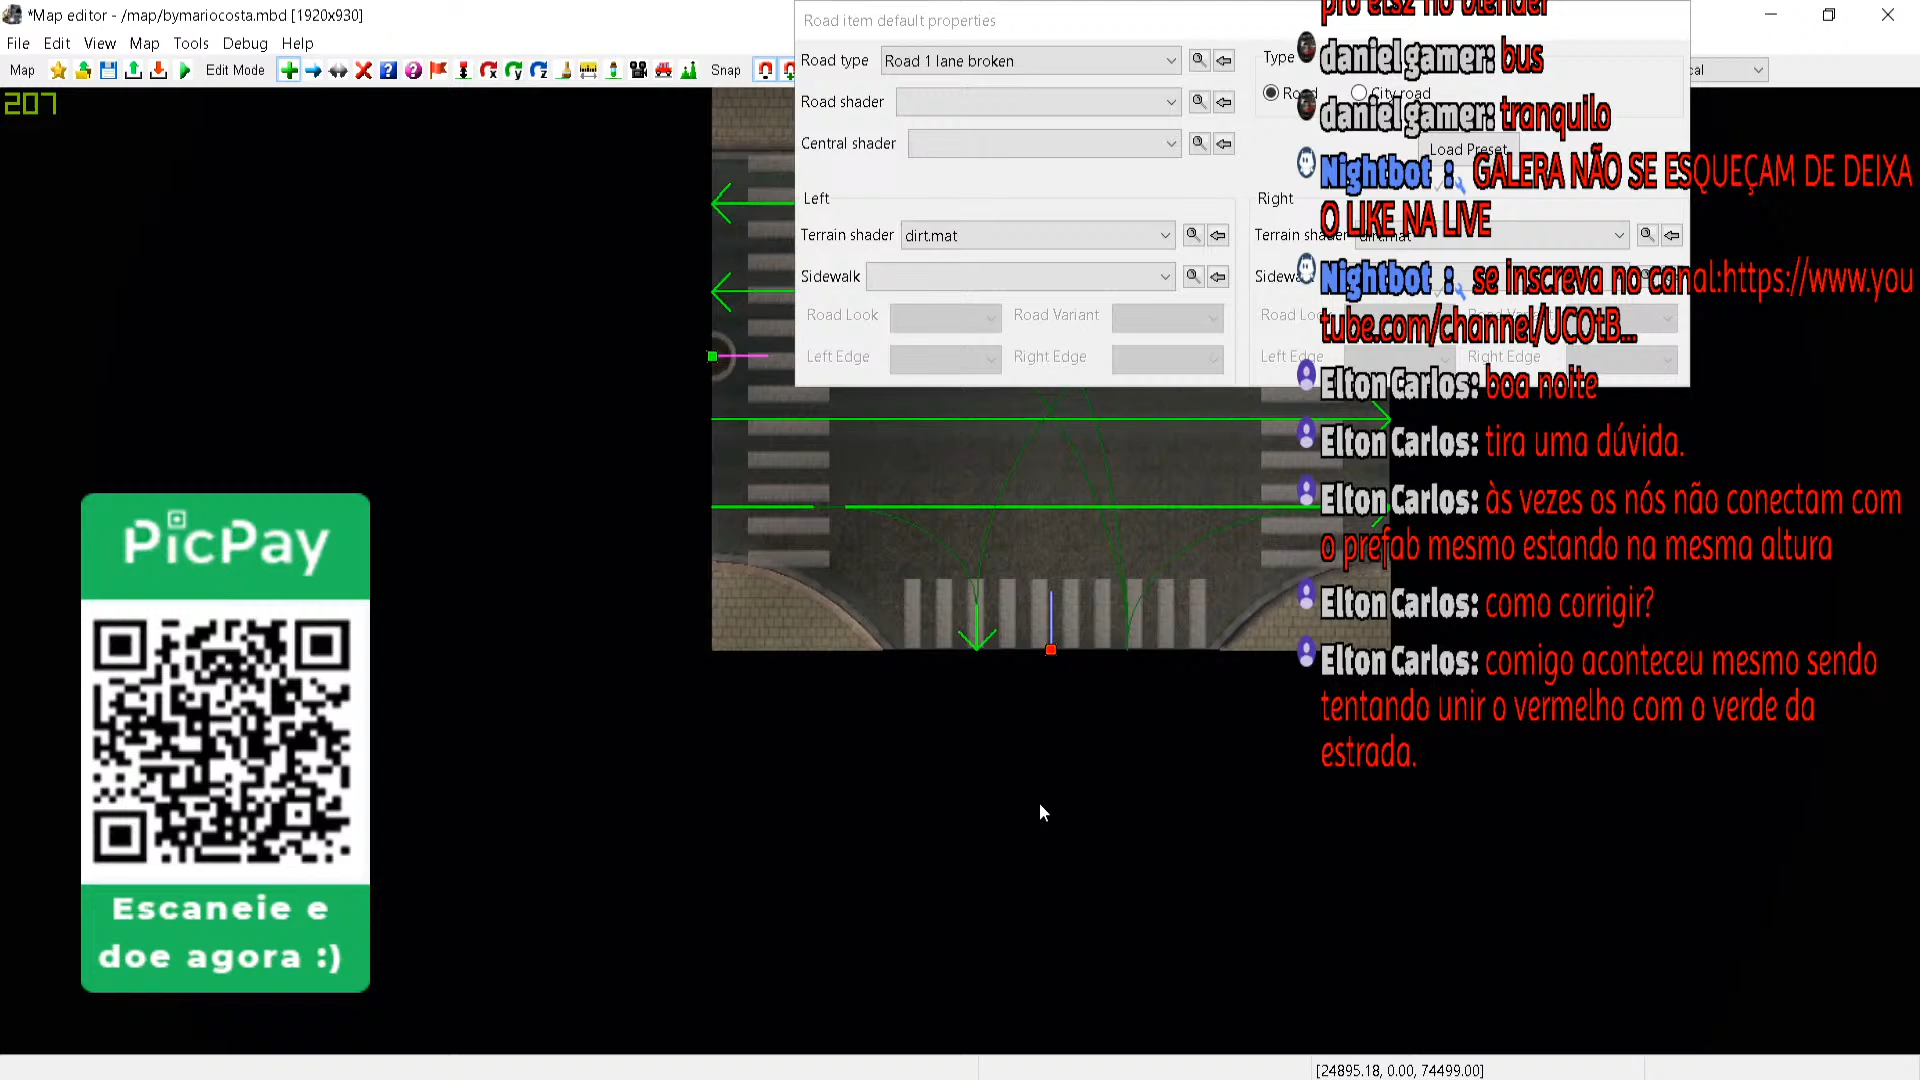 *Map editor - /map/bymariocosta.mbd [1920x930]
File Edit View Map Tools Debug Help
Map Edit Mode Snap
207
Road item default properties
Road type Road 1 lane broken
Road shader
Central shader
Type
Road City road
Load Preset
Left
Terrain shader dirt.mat
Sidewalk
Road Look Road Variant
Left Edge Right Edge
Right
Terrain shader dirt.mat
Left Edge Right Edge
daniel gamer: bus
daniel gamer: tranquilo
Nightbot : GALERA NÃO SE ESQUEÇAM DE DEIXA
O LIKE NA LIVE
Nightbot : se inscreva no canal:https://www.you
tube.com/channel/UCOtB...
Elton Carlos: boa noite
Elton Carlos: tira uma dúvida.
Elton Carlos: às vezes os nós não conectam com
o prefab mesmo estando na mesma altura
Elton Carlos: como corrigir?
Elton Carlos: comigo aconteceu mesmo sendo
tentando unir o vermelho com o verde da
estrada.
PicPay
Escaneie e
doe agora :)
[24895.18, 0.00, 74499.00]